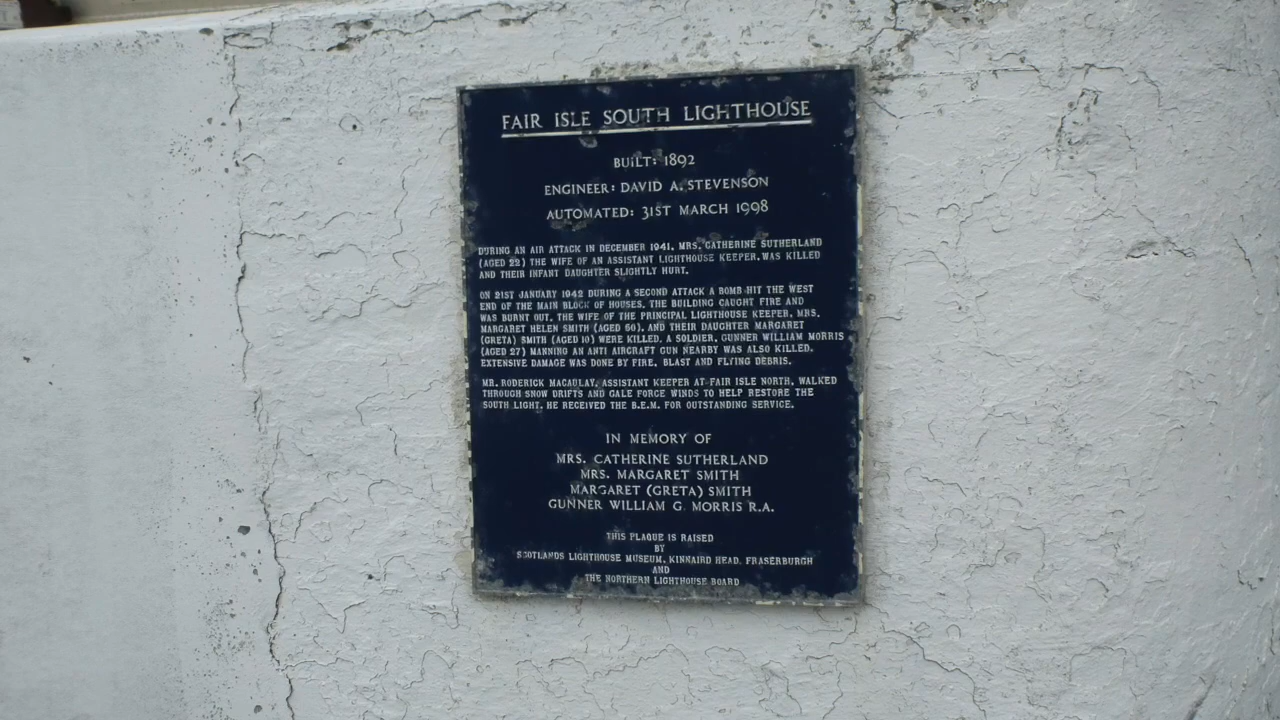 FAIR ISLE SOUTH LIGHTHOUSE
BUILT: 1892
ENGINEER: DAVID A. STEVENSON
AUTOMATED: 31ST MARCH 1998
DURING AN AIR ATTACK IN DECEMBER 1941, MRS. CATHERINE SUTHERLAND
(AGED 22) THE WIFE OF AN ASSISTANT LIGHTHOUSE KEEPER, WAS KILLED
AND THEIR INFANT DAUGHTER SLIGHTLY HURT.
ON 21ST JANUARY 1942 DURING A SECOND ATTACK A BOMB HIT THE WEST
END OF THE MAIN BLOCK OF HOUSES. THE BUILDING CAUGHT FIRE AND
WAS BURNT OUT. THE WIFE OF THE PRINCIPAL LIGHTHOUSE KEEPER, MRS.
MARGARET HELEN SMITH (AGED 50), AND THEIR DAUGHTER MARGARET
(GRETA) SMITH (AGED 10) WERE KILLED. A SOLDIER, GUNNER WILLIAM MORRIS
(AGED 27) MANNING AN ANTI AIRCRAFT GUN NEARBY WAS ALSO KILLED.
EXTENSIVE DAMAGE WAS DONE BY FIRE, BLAST AND FLYING DEBRIS.
MR. RODERICK MACAULAY, ASSISTANT KEEPER AT FAIR ISLE NORTH, WALKED
THROUGH SNOW DRIFTS AND GALE FORCE WINDS TO HELP RESTORE THE
SOUTH LIGHT. HE RECEIVED THE B.E.M. FOR OUTSTANDING SERVICE.
IN MEMORY OF
MRS. CATHERINE SUTHERLAND
MRS. MARGARET SMITH
MARGARET (GRETA) SMITH
GUNNER WILLIAM G. MORRIS R.A.
THIS PLAQUE IS RAISED
BY
SCOTLANDS LIGHTHOUSE MUSEUM, KINNAIRD HEAD, FRASERBURGH
AND
THE NORTHERN LIGHTHOUSE BOARD